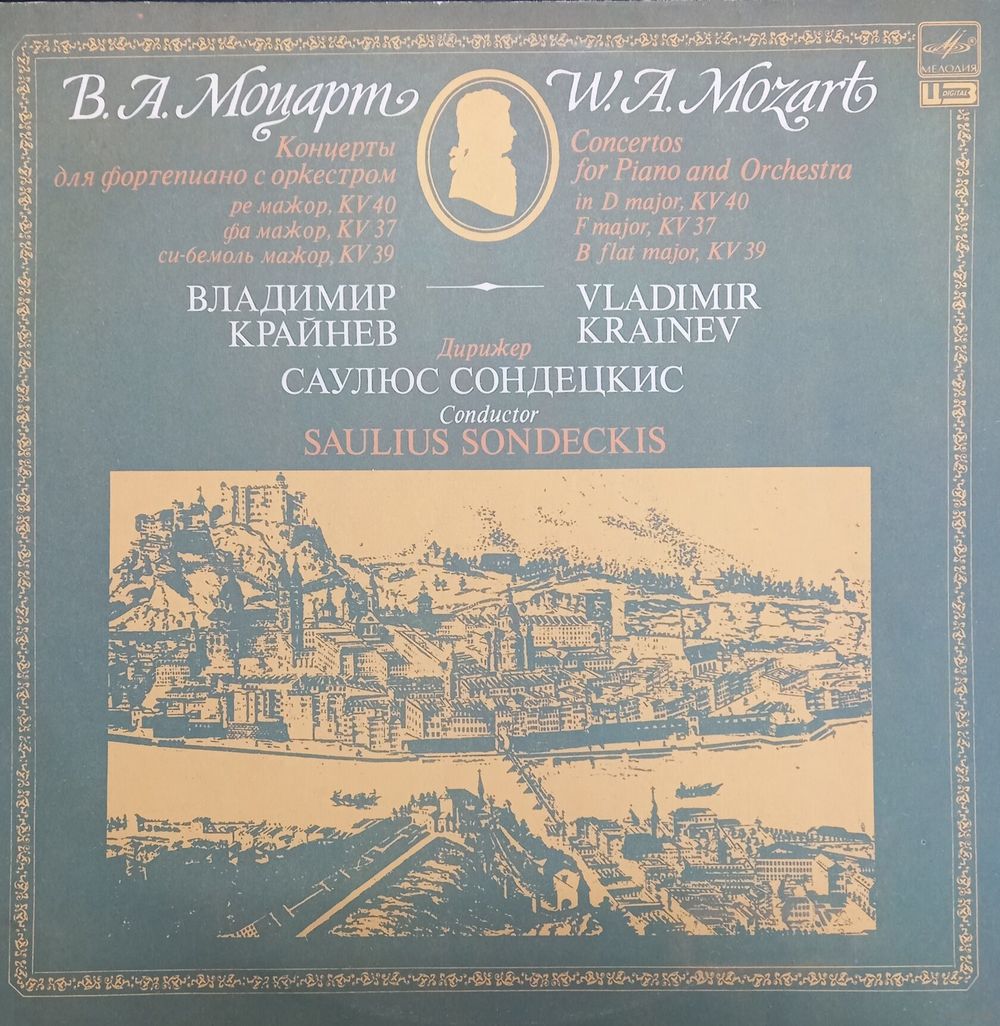 МЕЛОДИЯ
DIGITAL
В. А. Моцарт
Концерты
для фортепиано с оркестром
ре мажор, KV 40
фа мажор, KV 37
си-бемоль мажор, KV 39
ВЛАДИМИР
КРАЙНЕВ
W. A. Mozart
Concertos
for Piano and Orchestra
in D major, KV 40
F major, KV 37
B flat major, KV 39
VLADIMIR
KRAINEV
Дирижер
САУЛЮС СОНДЕЦКИС
Conductor
SAULIUS SONDECKIS